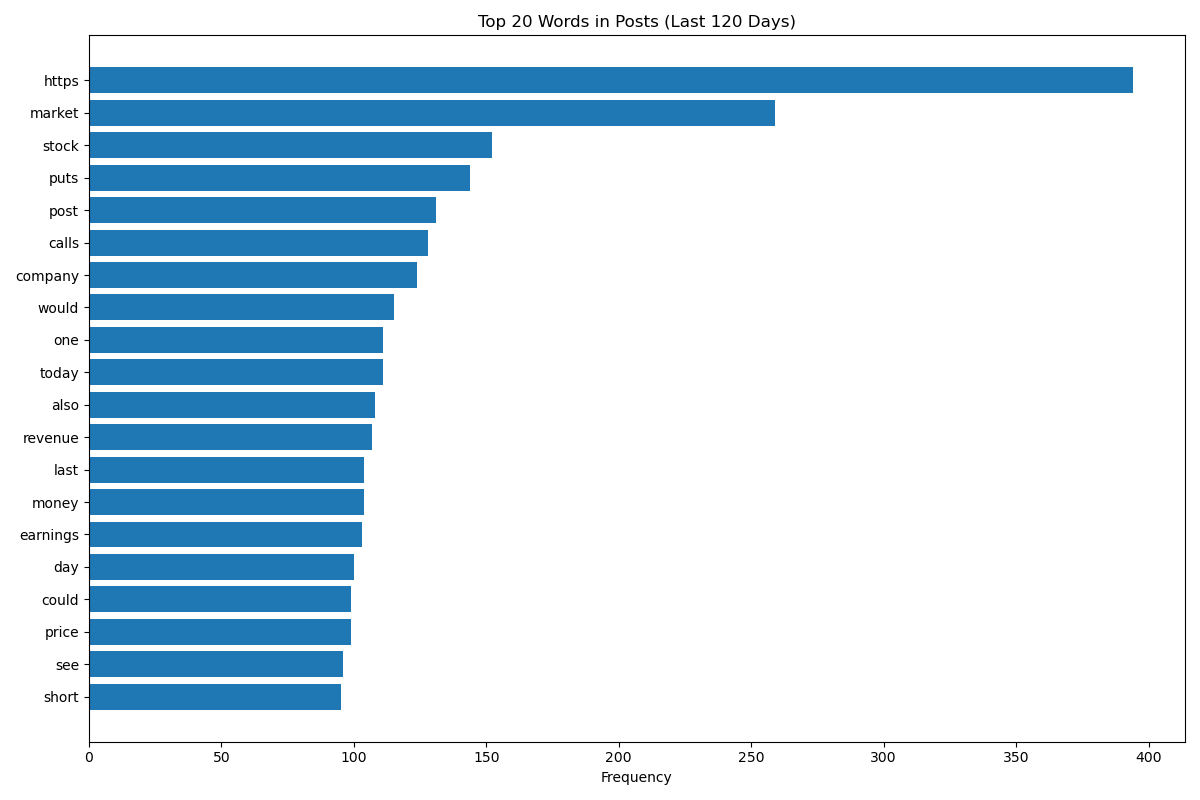 Top 20 Words in Posts (Last 120 Days)
https
market
stock
puts
post
calls
company
would
one
today
also
revenue
last
money
earnings
day
could
price
see
short
0 50 100 150 200 250 300 350 400
Frequency